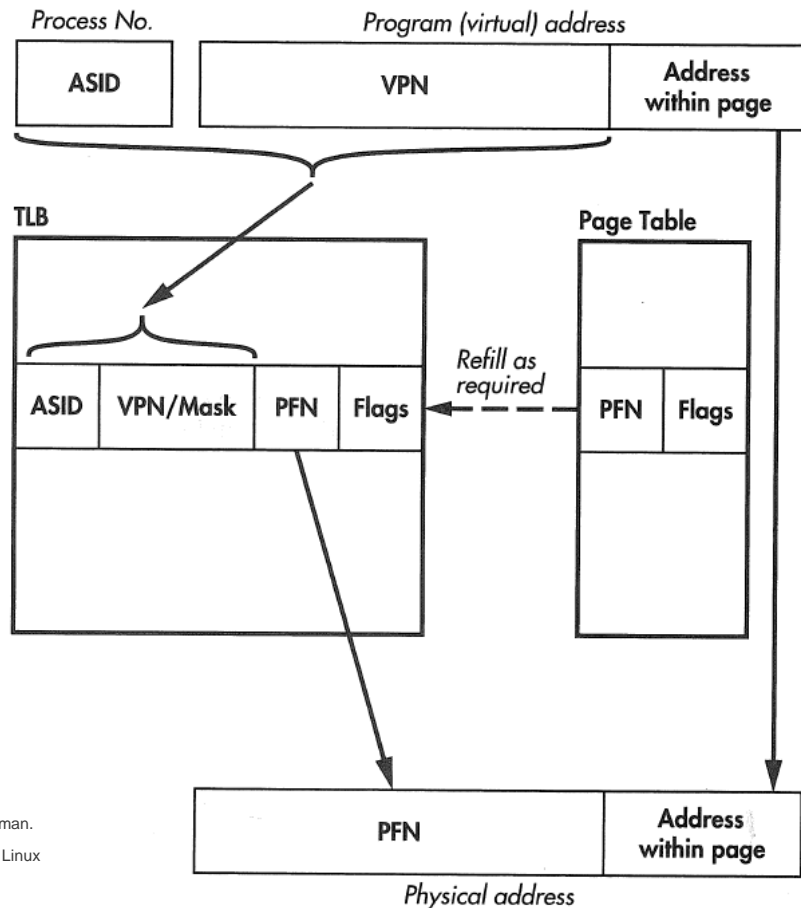 Process No.
Program (virtual) address
ASID
VPN
Address
within page
TLB
Page Table
Refill as
required
ASID
VPN/Mask
PFN
Flags
PFN
Flags
PFN
Address
within page
man.
Linux
Physical address